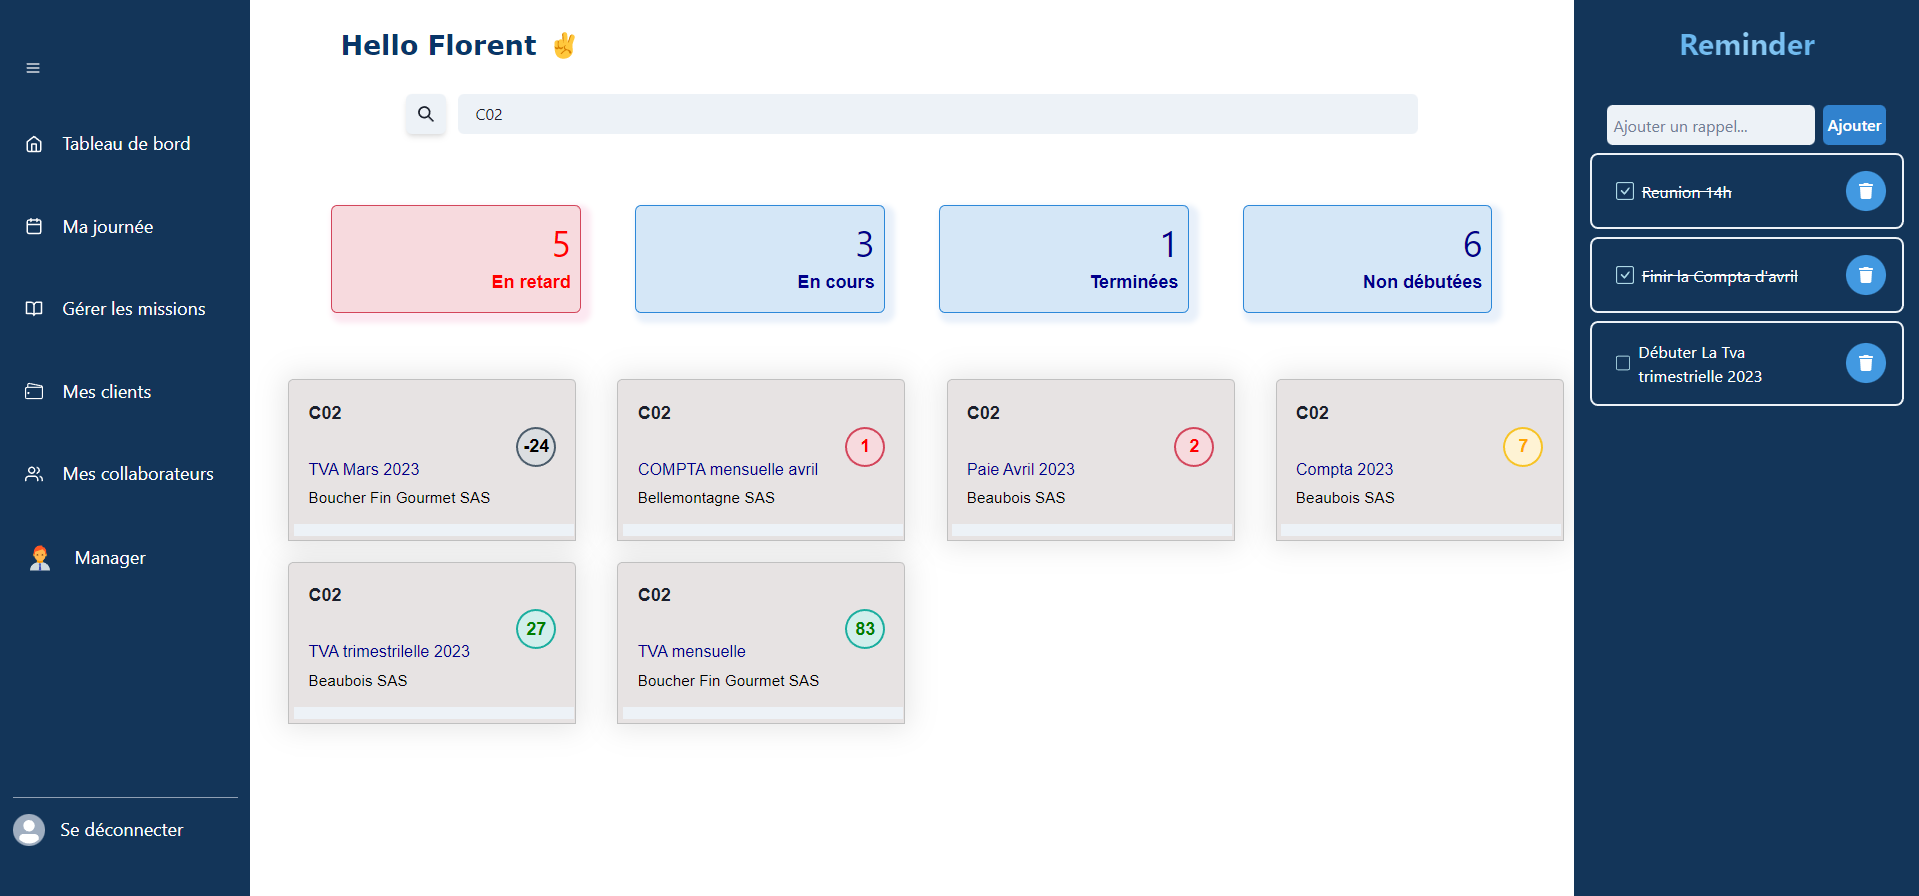 Tableau de bord
Ma journée
Gérer les missions
Mes clients
Mes collaborateurs
Manager
Se déconnecter
Hello Florent ✌️
C02
5
En retard
3
En cours
1
Terminées
6
Non débutées
C02
-24
TVA Mars 2023
Boucher Fin Gourmet SAS
C02
1
COMPTA mensuelle avril
Bellemontagne SAS
C02
2
Paie Avril 2023
Beaubois SAS
C02
7
Compta 2023
Beaubois SAS
C02
27
TVA trimestrilelle 2023
Beaubois SAS
C02
83
TVA mensuelle
Boucher Fin Gourmet SAS
Reminder
Ajouter un rappel...
Ajouter
Reunion 14h
Finir la Compta d'avril
Débuter La Tva
trimestrielle 2023